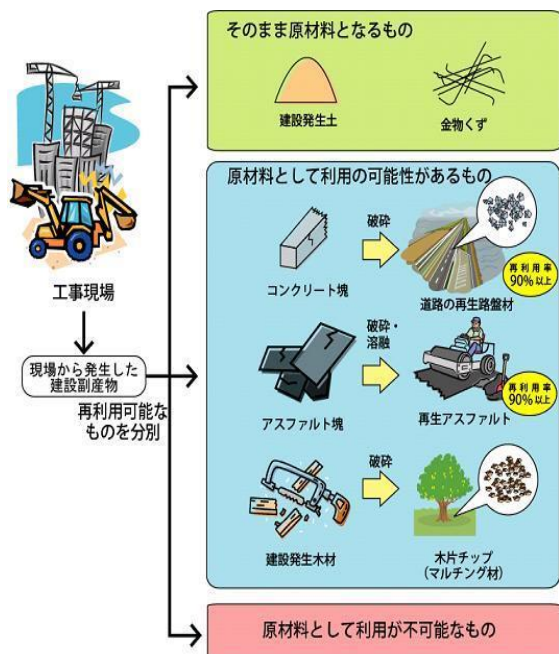 工事現場
現場から発生した
建設副産物
再利用可能な
ものを分別
そのまま原材料となるもの
建設発生土
金物くず
原材料として利用の可能性があるもの
コンクリート塊
破砕
道路の再生路盤材
再利用率
90%以上
アスファルト塊
破砕・
溶融
再生アスファルト
再利用率
90%以上
建設発生木材
破砕
木片チップ
(マルチング材)
原材料として利用が不可能なもの